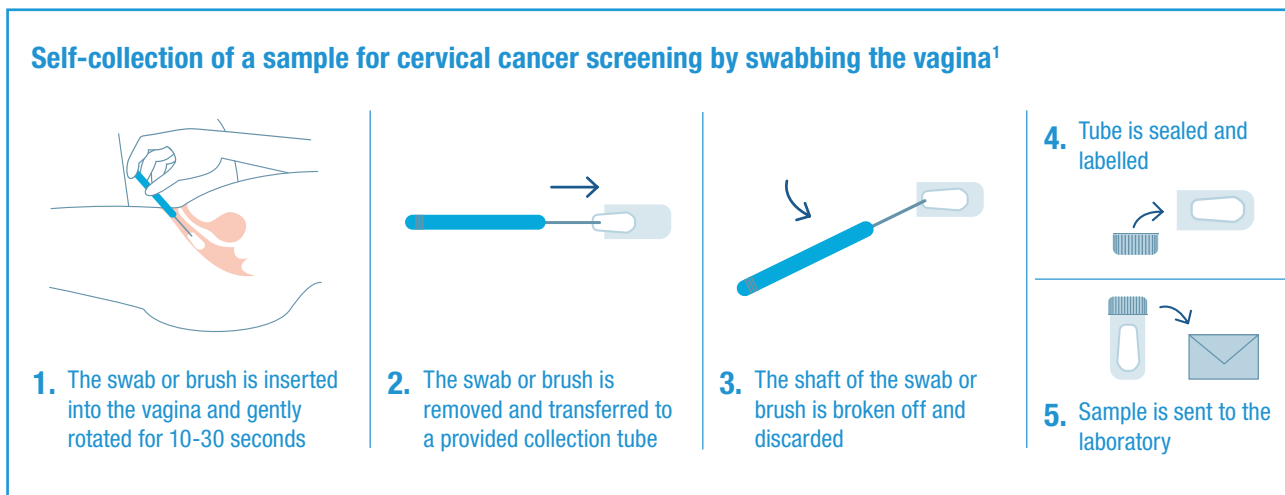 Self-collection of a sample for cervical cancer screening by swabbing the vagina¹
1. The swab or brush is inserted
into the vagina and gently
rotated for 10-30 seconds
2. The swab or brush is
removed and transferred to
a provided collection tube
3. The shaft of the swab or
brush is broken off and
discarded
4. Tube is sealed and
labelled
5. Sample is sent to the
laboratory